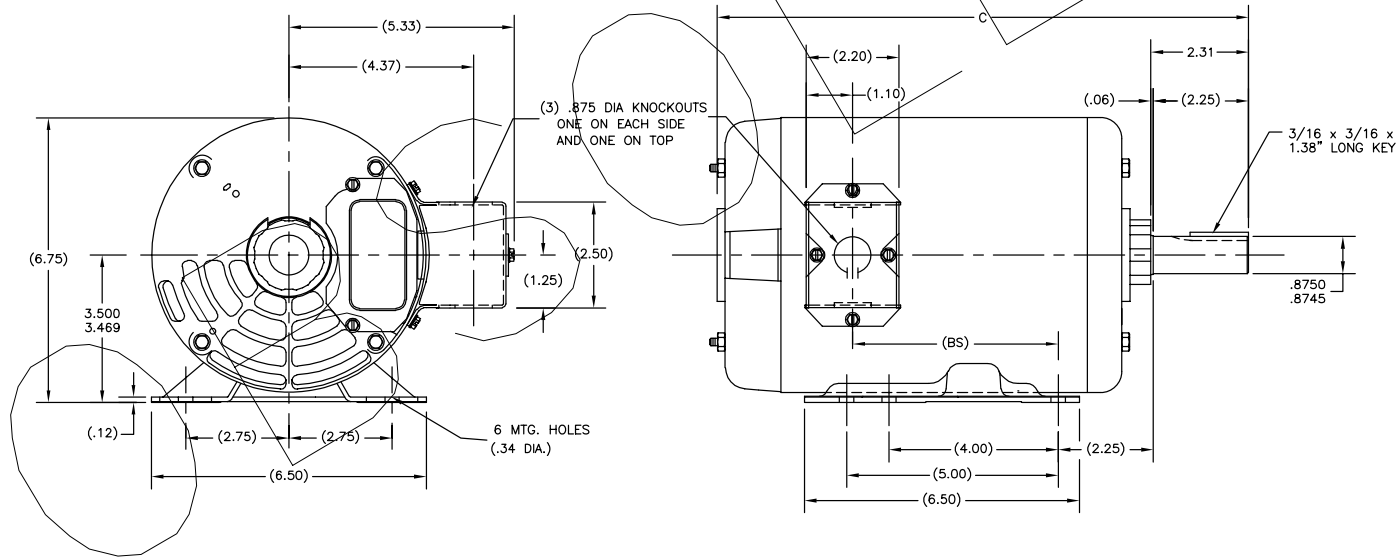 (5.33)
(4.37)
(3) .875 DIA KNOCKOUTS
ONE ON EACH SIDE
AND ONE ON TOP
(6.75)
3.500
3.469
(.12)
(2.75)
(2.75)
(6.50)
6 MTG. HOLES
(.34 DIA.)
(2.50)
(1.25)
C
(2.20)
(1.10)
2.31
(.06)
(2.25)
3/16 x 3/16 x
1.38" LONG KEY
.8750
.8745
(BS)
(4.00)
(2.25)
(5.00)
(6.50)